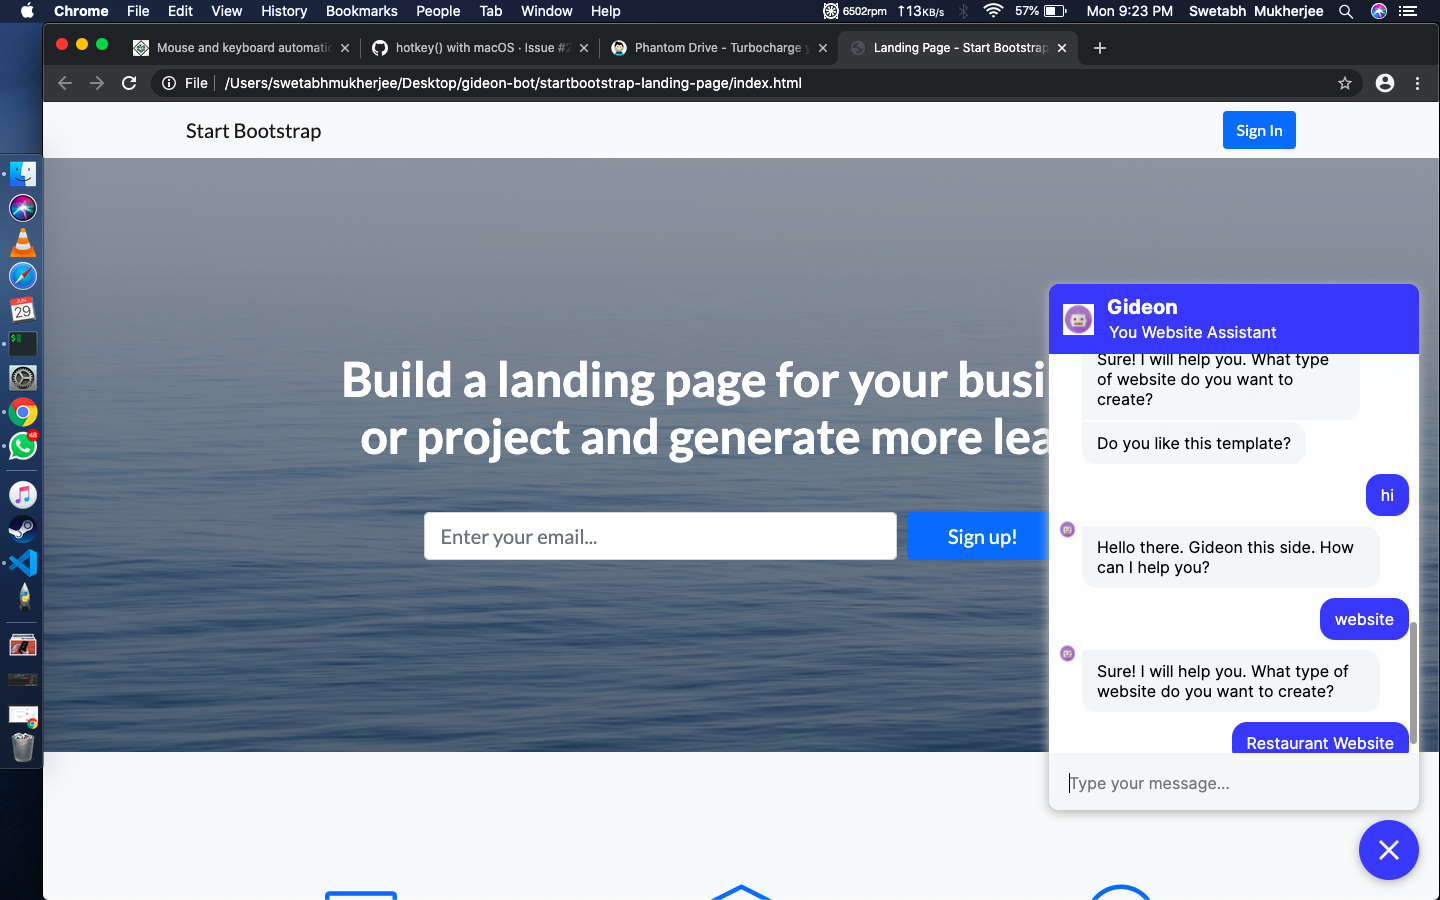 Chrome File Edit View History Bookmarks People Tab Window Help 6502rpm ↑13KB/s 57% Mon 9:23 PM Swetabh Mukherjee
Mouse and keyboard automati
hotkey() with macOS · Issue #2
Phantom Drive - Turbocharge y
Landing Page - Start Bootstrap
File /Users/swetabhmukherjee/Desktop/gideon-bot/startbootstrap-landing-page/index.html
Start Bootstrap
Sign In
Build a landing page for your busi
or project and generate more lea
Enter your email...
Sign up!
Gideon
You Website Assistant
Sure! I will help you. What type
of website do you want to
create?
Do you like this template?
hi
Hello there. Gideon this side. How
can I help you?
website
Sure! I will help you. What type of
website do you want to create?
Restaurant Website
Type your message...
JUN
29
48